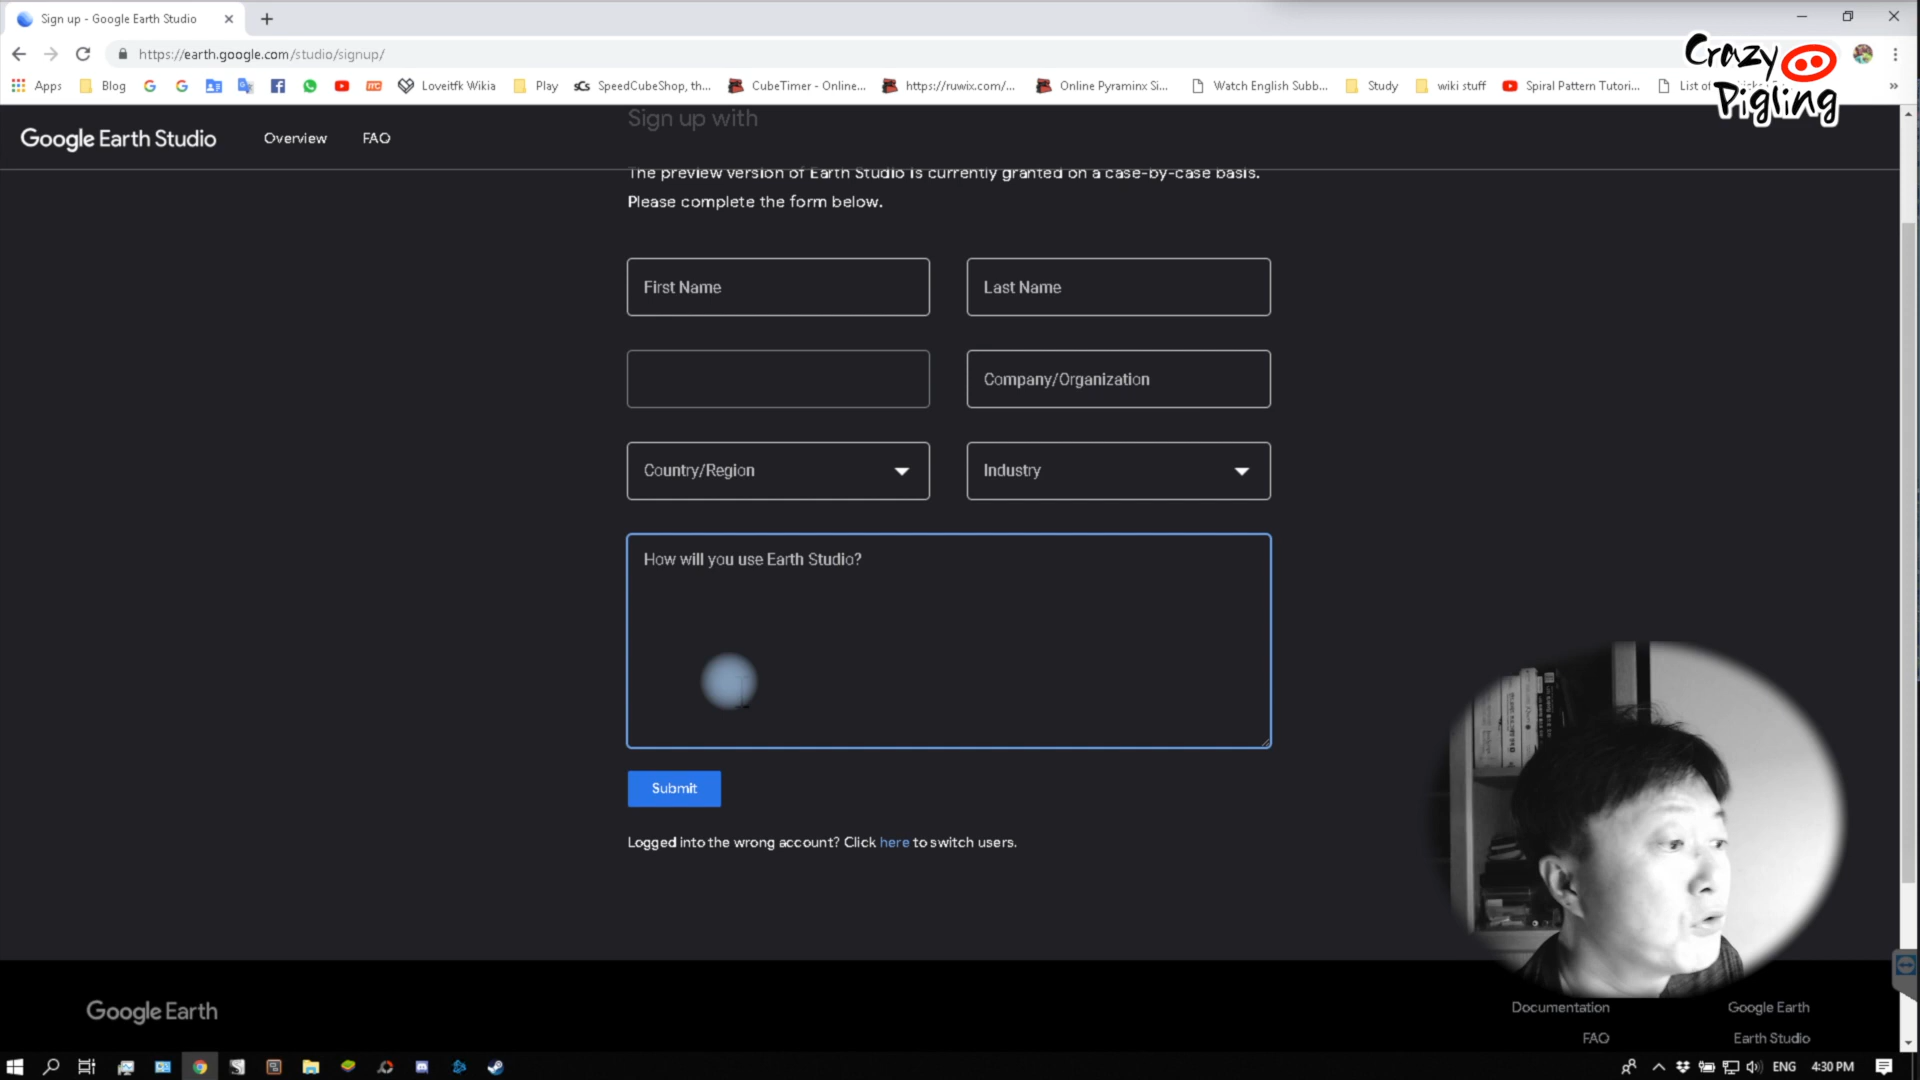 Sign up - Google Earth Studio
https://earth.google.com/studio/signup/
Crazy
Pigling
Apps
Blog
Loveitfk Wikia
Play
sCs
SpeedCubeShop, th...
CubeTimer - Online...
https://ruwix.com/...
Online Pyraminx Si...
Watch English Subb...
Study
wiki stuff
Spiral Pattern Tutori...
List of
Google Earth Studio
Overview
FAQ
Sign up with
The preview version of Earth Studio is currently granted on a case-by-case basis.
Please complete the form below.
First Name
Last Name
Company/Organization
Country/Region
Industry
How will you use Earth Studio?
Submit
Logged into the wrong account? Click here to switch users.
Google Earth
Documentation
Google Earth
FAQ
Earth Studio
ENG
4:30 PM